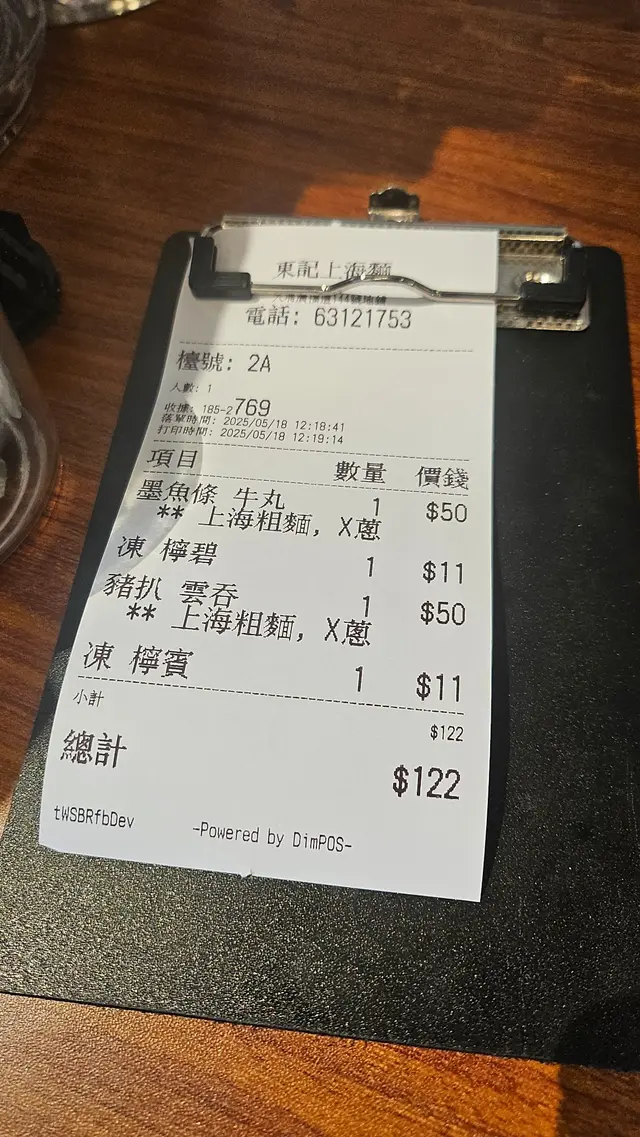 東記上海麵
電話: 63121753
檯號: 2A
人數: 1
收據: 185-2769
落單時間: 2025/05/18 12:18:41
打印時間: 2025/05/18 12:19:14
項目 數量 價錢
墨魚條 牛丸 1 $50
** 上海粗麵, X蔥
凍 檸碧 1 $11
豬扒 雲吞 1 $50
** 上海粗麵, X蔥
凍 檸賓 1 $11
小計 $122
總計 $122
tWSBRfbDev -Powered by DimPOS-